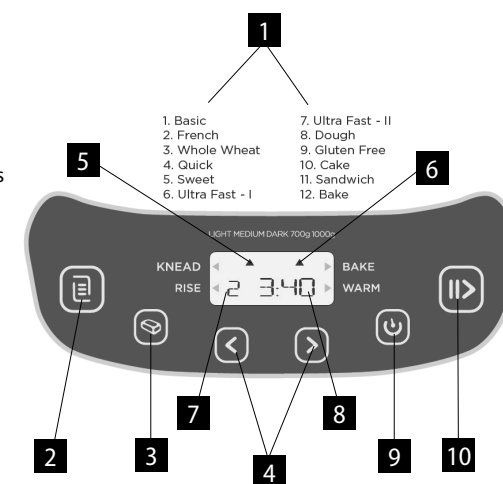 1
1. Basic
2. French
3. Whole Wheat
4. Quick
5. Sweet
6. Ultra Fast - I
7. Ultra Fast - II
8. Dough
9. Gluten Free
10. Cake
11. Sandwich
12. Bake
5
6
s
LIGHT MEDIUM DARK 700g 1000g
KNEAD
BAKE
RISE
2 3:40
WARM
7
8
2
3
4
9
10